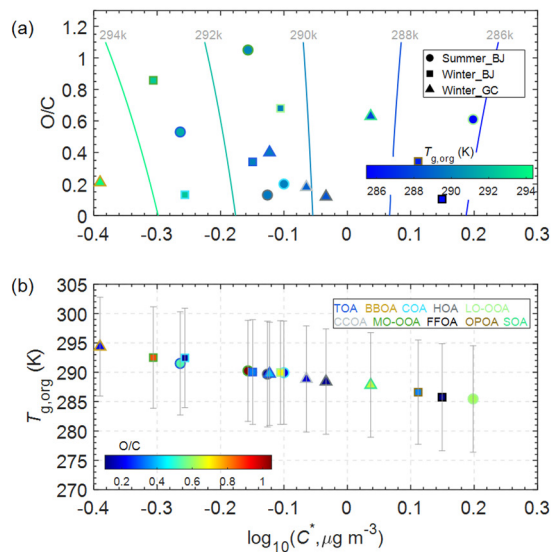 (a)
294k 292k 290k 288k 286k
Summer_BJ
Winter_BJ
Winter_GC
O/C
1.2
1
0.8
0.6
0.4
0.2
0
T g,org (K)
286 288 290 292 294
-0.4 -0.3 -0.2 -0.1 0 0.1 0.2 0.3
(b)
TOA BBOA COA HOA LO-OOA
CCOA MO-OOA FFOA OPOA SOA
T g,org (K)
305
300
295
290
285
280
275
270
O/C
0.2 0.4 0.6 0.8 1
-0.4 -0.3 -0.2 -0.1 0 0.1 0.2 0.3
log10(C*, μg m-3)